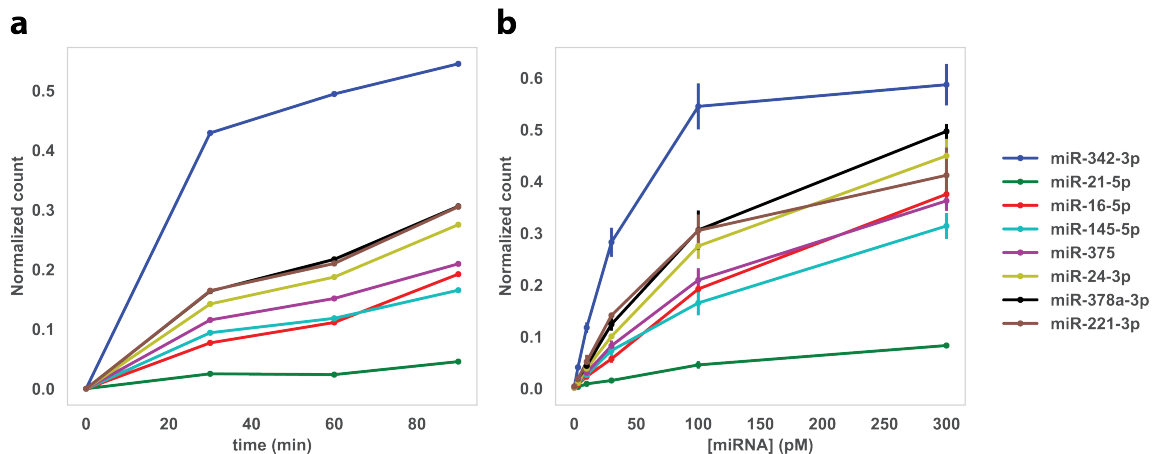 a
b
Normalized count
0.5
0.4
0.3
0.2
0.1
0.0
0
20
40
60
80
time (min)
Normalized count
0.6
0.5
0.4
0.3
0.2
0.1
0.0
0
50
100
150
200
250
300
[miRNA] (pM)
miR-342-3p
miR-21-5p
miR-16-5p
miR-145-5p
miR-375
miR-24-3p
miR-378a-3p
miR-221-3p